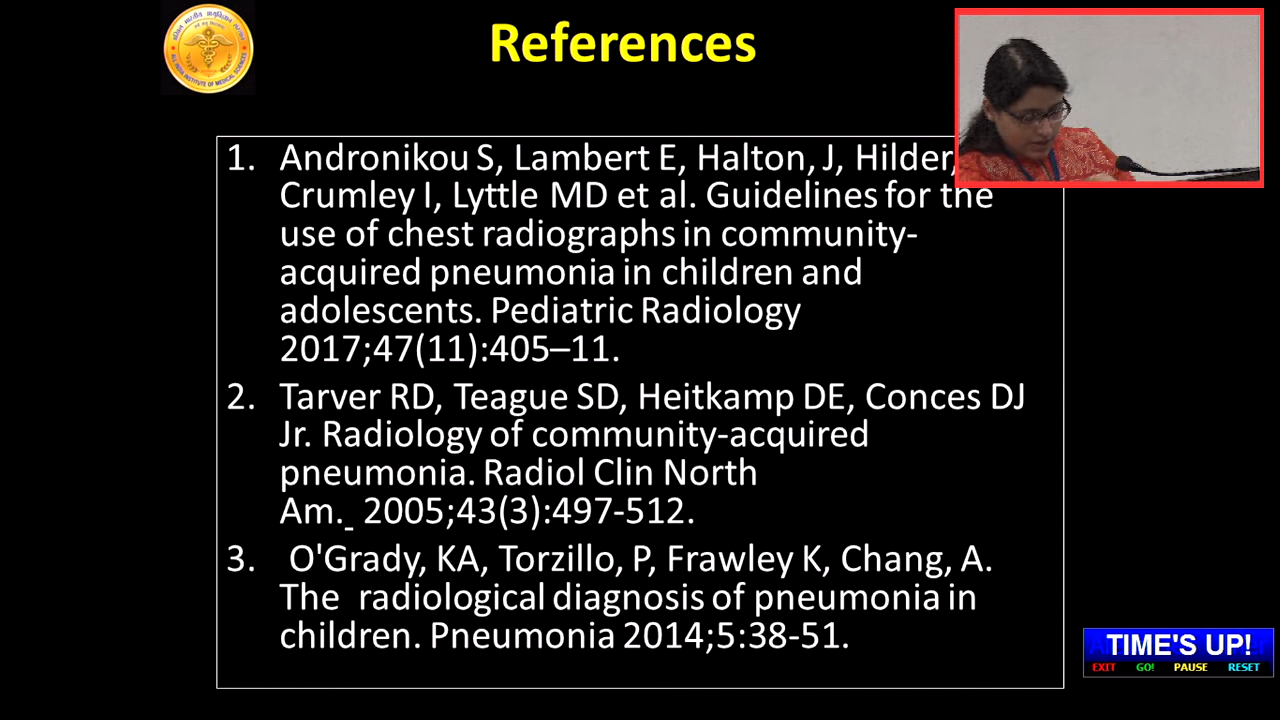 References
1. Andronikou S, Lambert E, Halton, J, Hilder,
Crumley I, Lyttle MD et al. Guidelines for the
use of chest radiographs in community-
acquired pneumonia in children and
adolescents. Pediatric Radiology
2017;47(11):405–11.
2. Tarver RD, Teague SD, Heitkamp DE, Conces DJ
Jr. Radiology of community-acquired
pneumonia. Radiol Clin North
Am. 2005;43(3):497-512.
3. O'Grady, KA, Torzillo, P, Frawley K, Chang, A.
The radiological diagnosis of pneumonia in
children. Pneumonia 2014;5:38-51.
TIME'S UP!
EXIT GO! PAUSE RESET